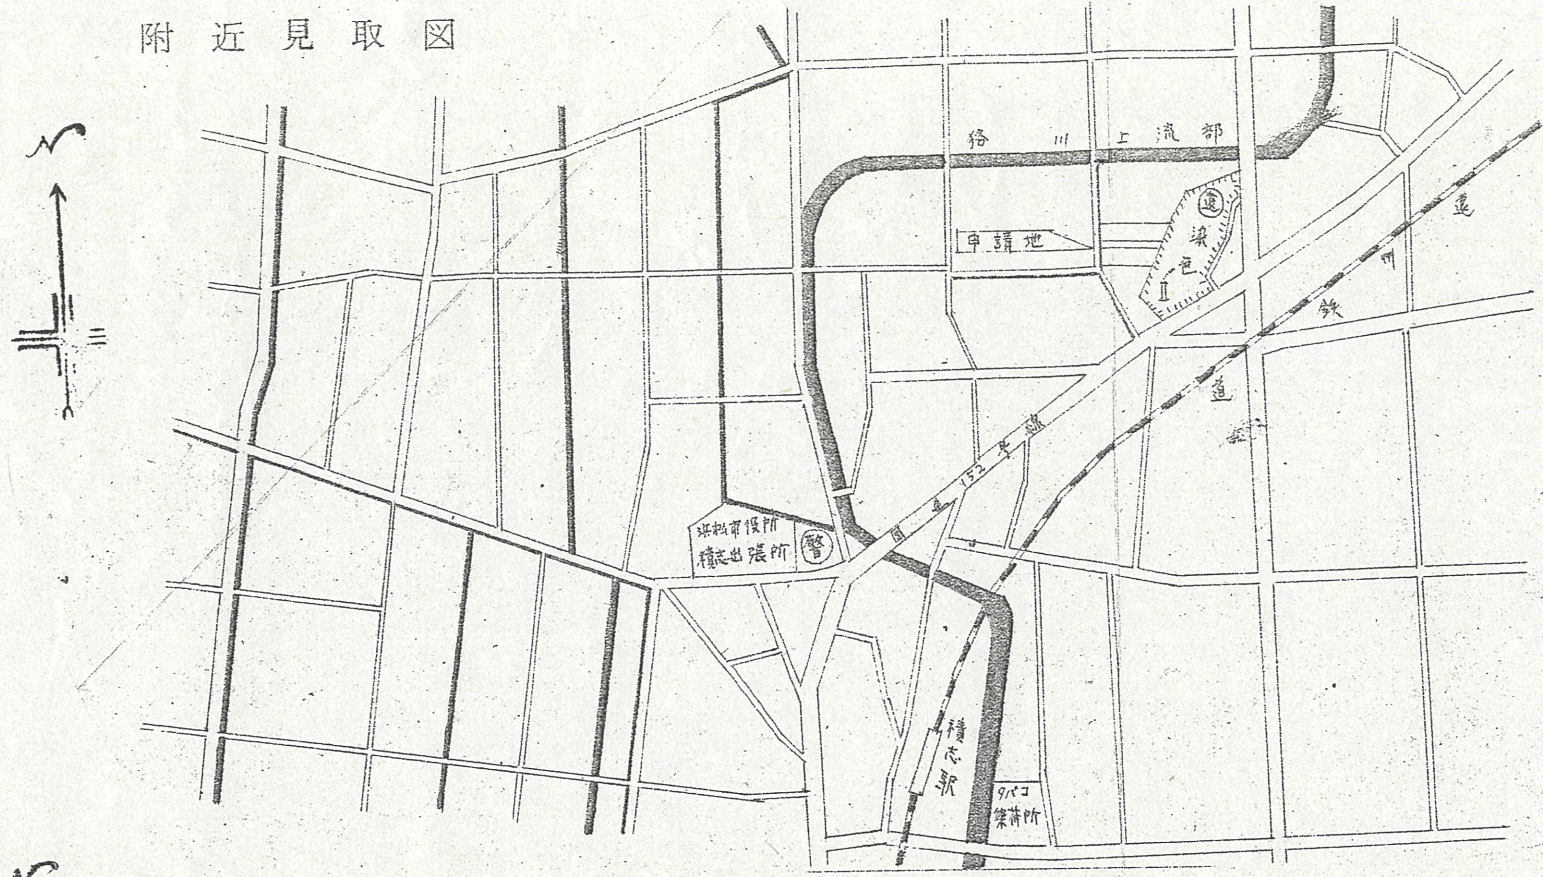 附近見取図
N
川上流部
申請地
遠
染色
工
遠州鉄道
国道152号線
浜松市役所
積志出張所
警
積志駅
タバコ
集荷所